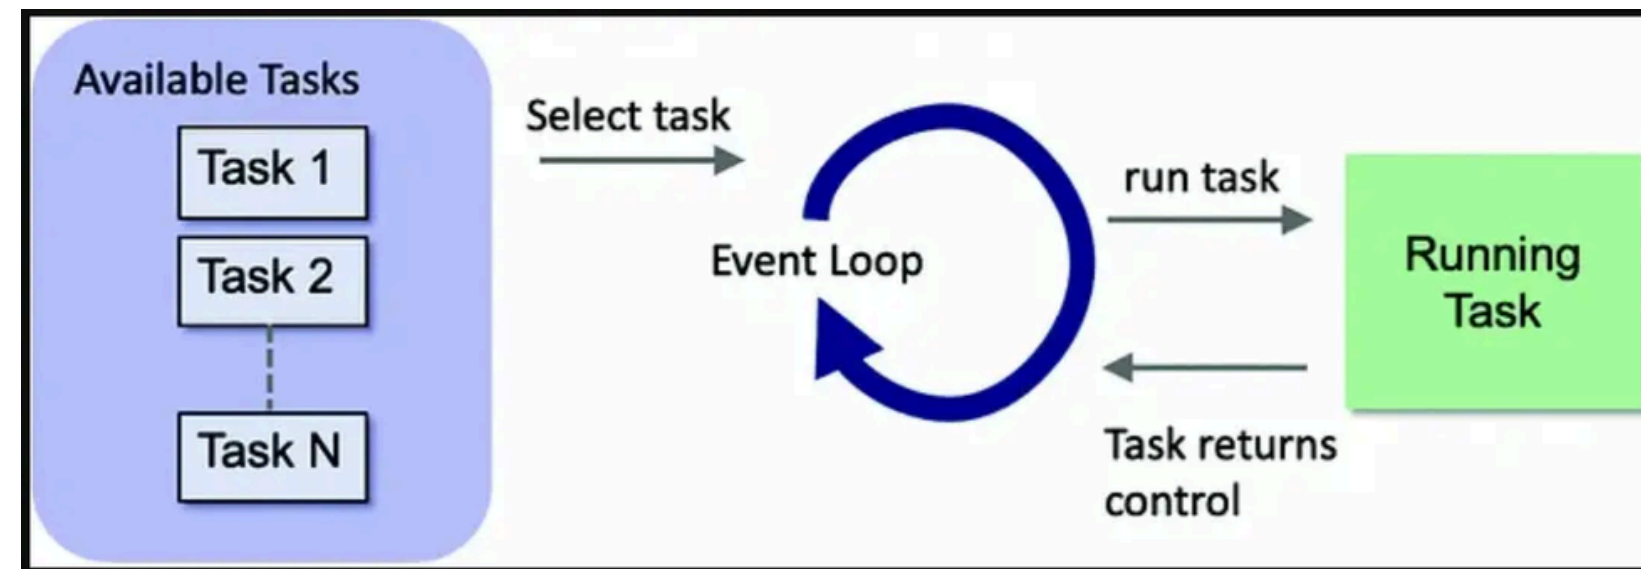 Available Tasks
Task 1
Task 2
Task N
Select task
Event Loop
run task
Running
Task
Task returns
control